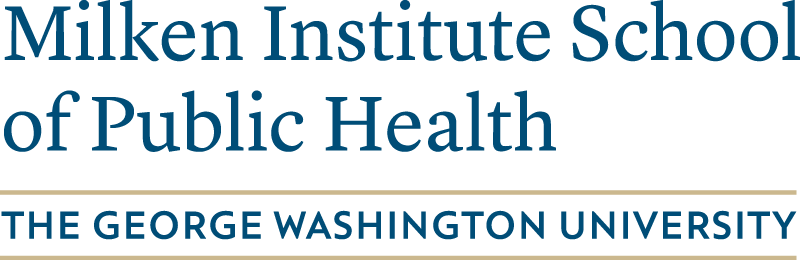 Milken Institute School
of Public Health
THE GEORGE WASHINGTON UNIVERSITY